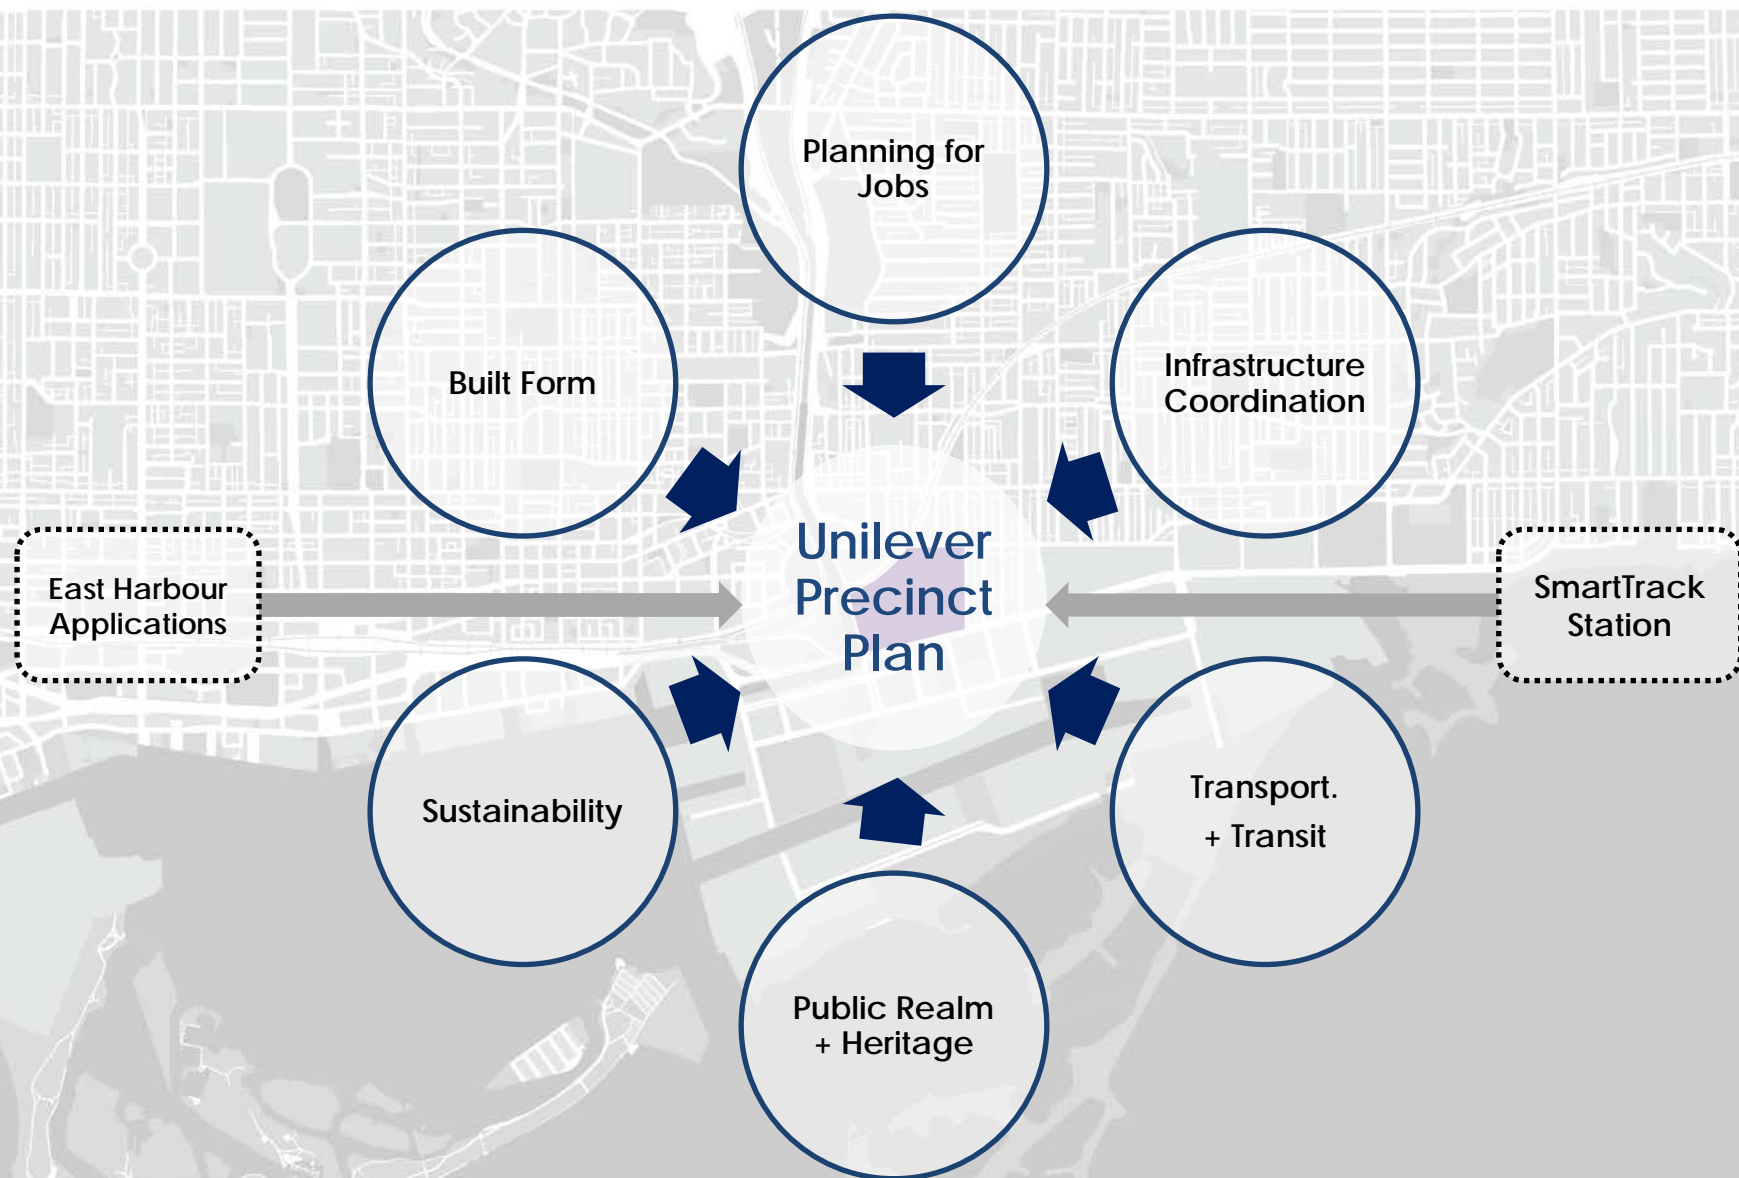 Planning for
Jobs
Built Form
Infrastructure
Coordination
Unilever
Precinct
Plan
East Harbour
Applications
SmartTrack
Station
Sustainability
Transport.
+ Transit
Public Realm
+ Heritage